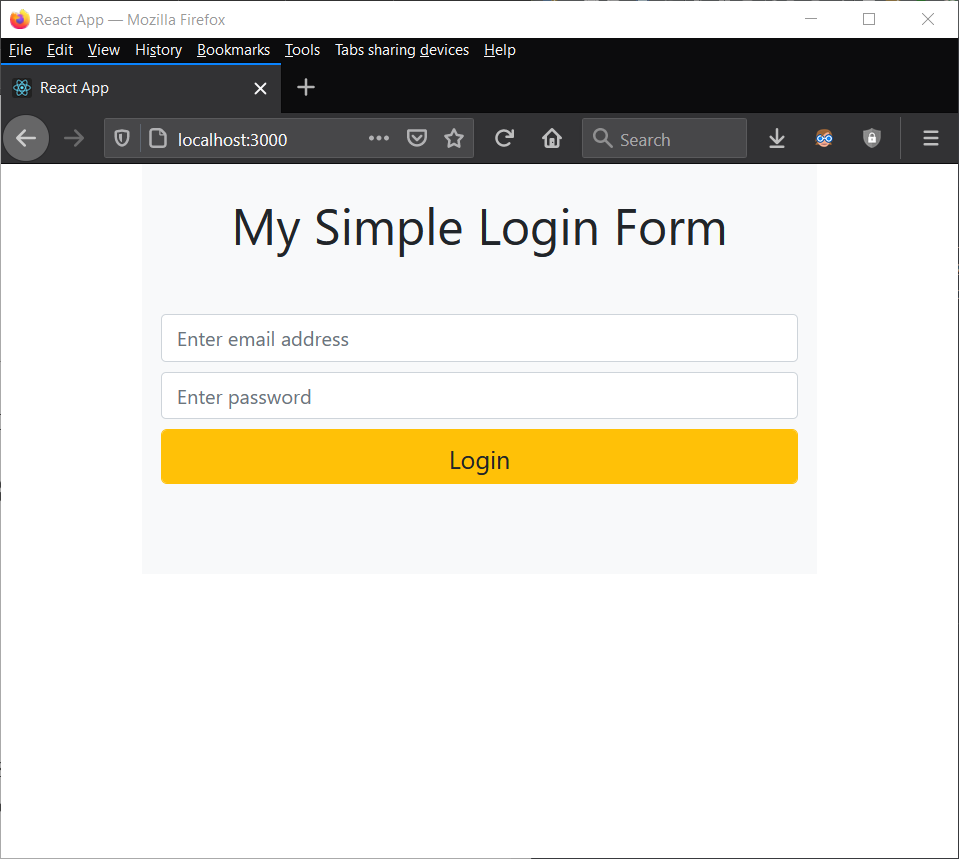 React App — Mozilla Firefox
File Edit View History Bookmarks Tools Tabs sharing devices Help
React App
localhost:3000 Search
My Simple Login Form
Enter email address
Enter password
Login